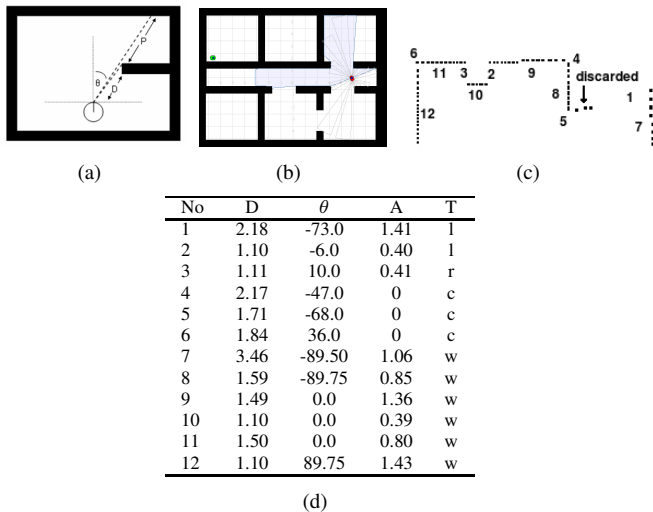 P
θ
D
(a)
(b)
6
11
3
2
9
4
discarded
10
12
8
5
1
7
(c)
No D θ A T
1 2.18 -73.0 1.41 l
2 1.10 -6.0 0.40 l
3 1.11 10.0 0.41 r
4 2.17 -47.0 0 c
5 1.71 -68.0 0 c
6 1.84 36.0 0 c
7 3.46 -89.50 1.06 w
8 1.59 -89.75 0.85 w
9 1.49 0.0 1.36 w
10 1.10 0.0 0.39 w
11 1.50 0.0 0.80 w
12 1.10 89.75 1.43 w
(d)